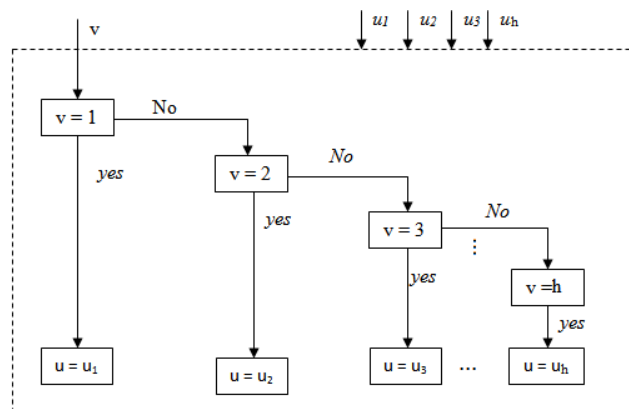 v
u1 u2 u3 uh
v = 1
No
yes
v = 2
No
yes
v = 3
No
⋮
yes
v =h
yes
u = u1
u = u2
u = u3
...
u = uh